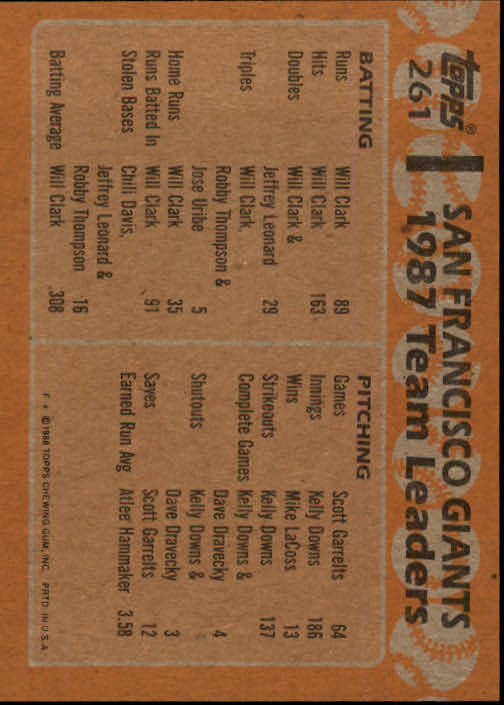 topps®
261
SAN FRANCISCO GIANTS
1987 Team Leaders
BATTING
Runs Will Clark 89
Hits Will Clark 163
Doubles Will Clark &
Jeffrey Leonard 29
Triples Will Clark,
Robby Thompson &
Jose Uribe 5
Home Runs Will Clark 35
Runs Batted In Will Clark 91
Stolen Bases Chili Davis,
Jeffrey Leonard &
Robby Thompson 16
Batting Average Will Clark .308
PITCHING
Games Scott Garrelts 64
Innings Kelly Downs 186
Wins Mike LaCoss 13
Strikeouts Kelly Downs 137
Complete Games Kelly Downs &
Dave Dravecky 4
Shutouts Kelly Downs &
Dave Dravecky 3
Saves Scott Garrelts 12
Earned Run Avg Atlee Hammaker 3.58
F * © 1988 TOPPS CHEWING GUM, INC. PRTD. IN U.S.A.